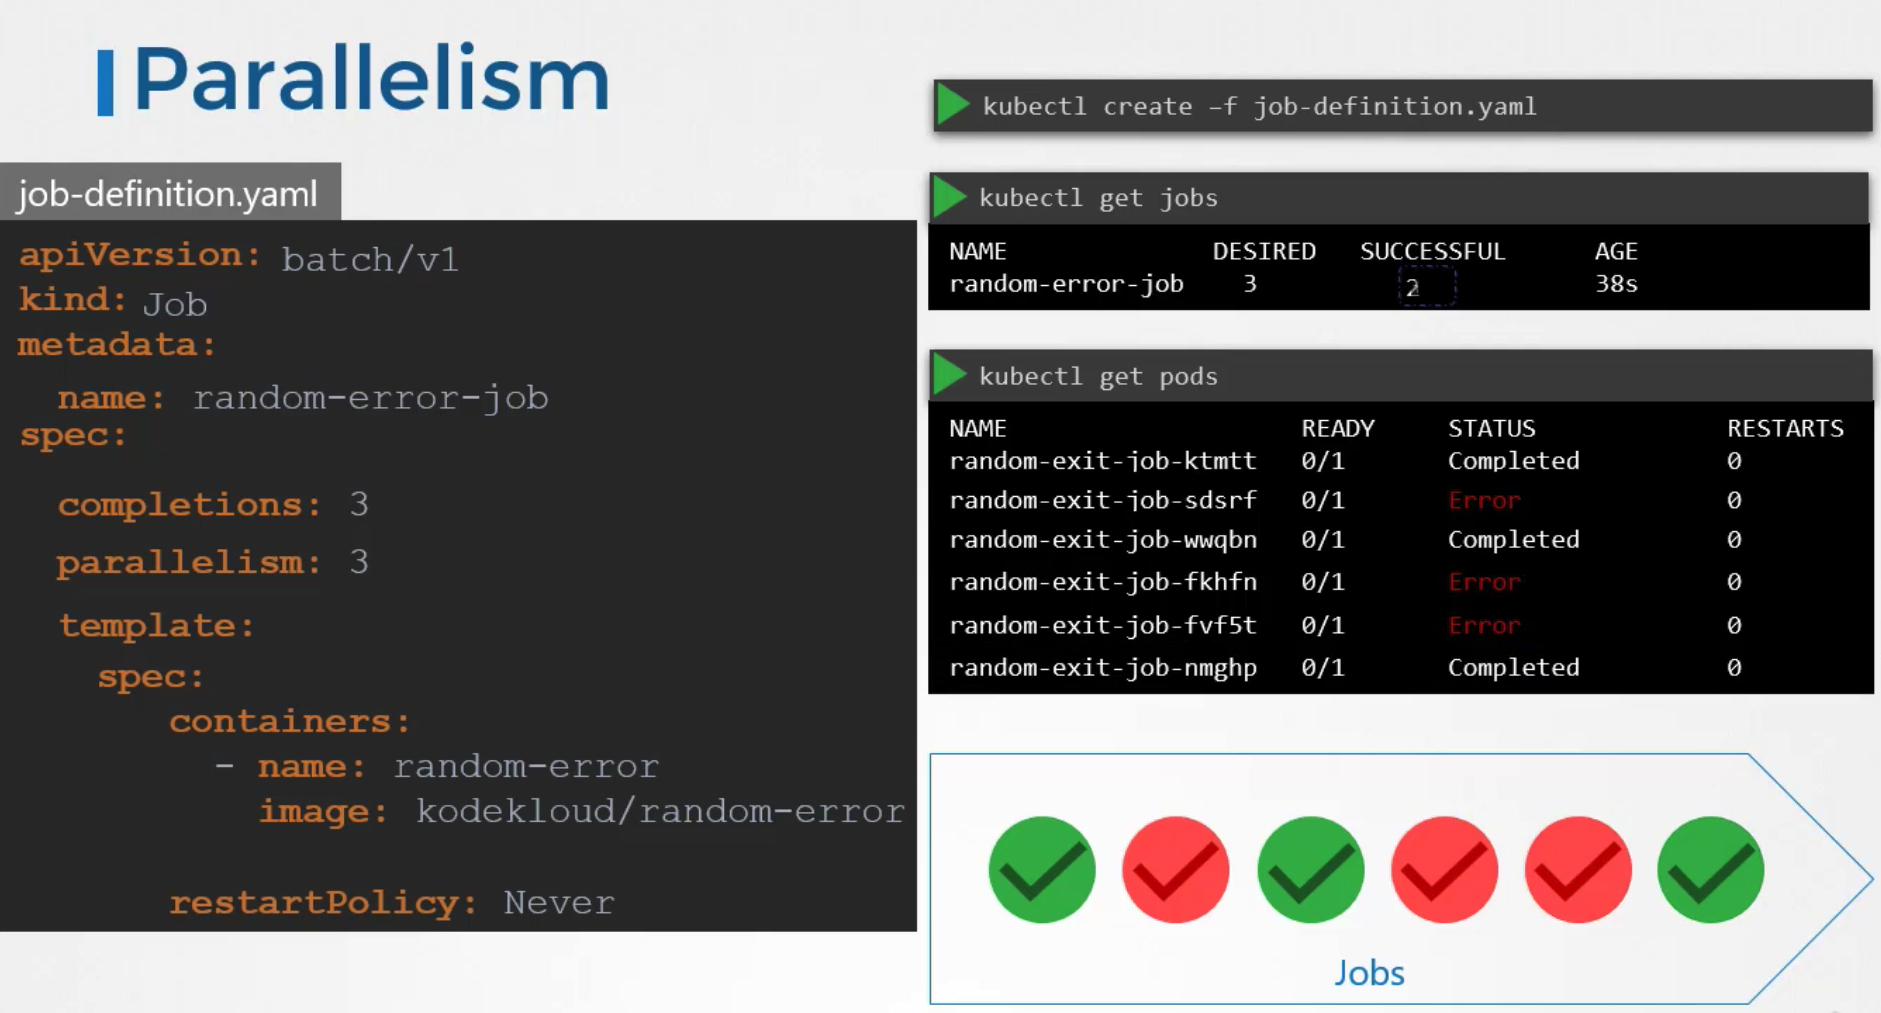 Parallelism
job-definition.yaml
apiVersion: batch/v1
kind: Job
metadata:
name: random-error-job
spec:
completions: 3
parallelism: 3
template:
spec:
containers:
- name: random-error
image: kodekloud/random-error
restartPolicy: Never
kubectl create –f job-definition.yaml
kubectl get jobs
NAME DESIRED SUCCESSFUL AGE
random-error-job 3 2 38s
kubectl get pods
NAME READY STATUS RESTARTS
random-exit-job-ktmtt 0/1 Completed 0
random-exit-job-sdsrf 0/1 Error 0
random-exit-job-wwqbn 0/1 Completed 0
random-exit-job-fkhfn 0/1 Error 0
random-exit-job-fvf5t 0/1 Error 0
random-exit-job-nmghp 0/1 Completed 0
Jobs